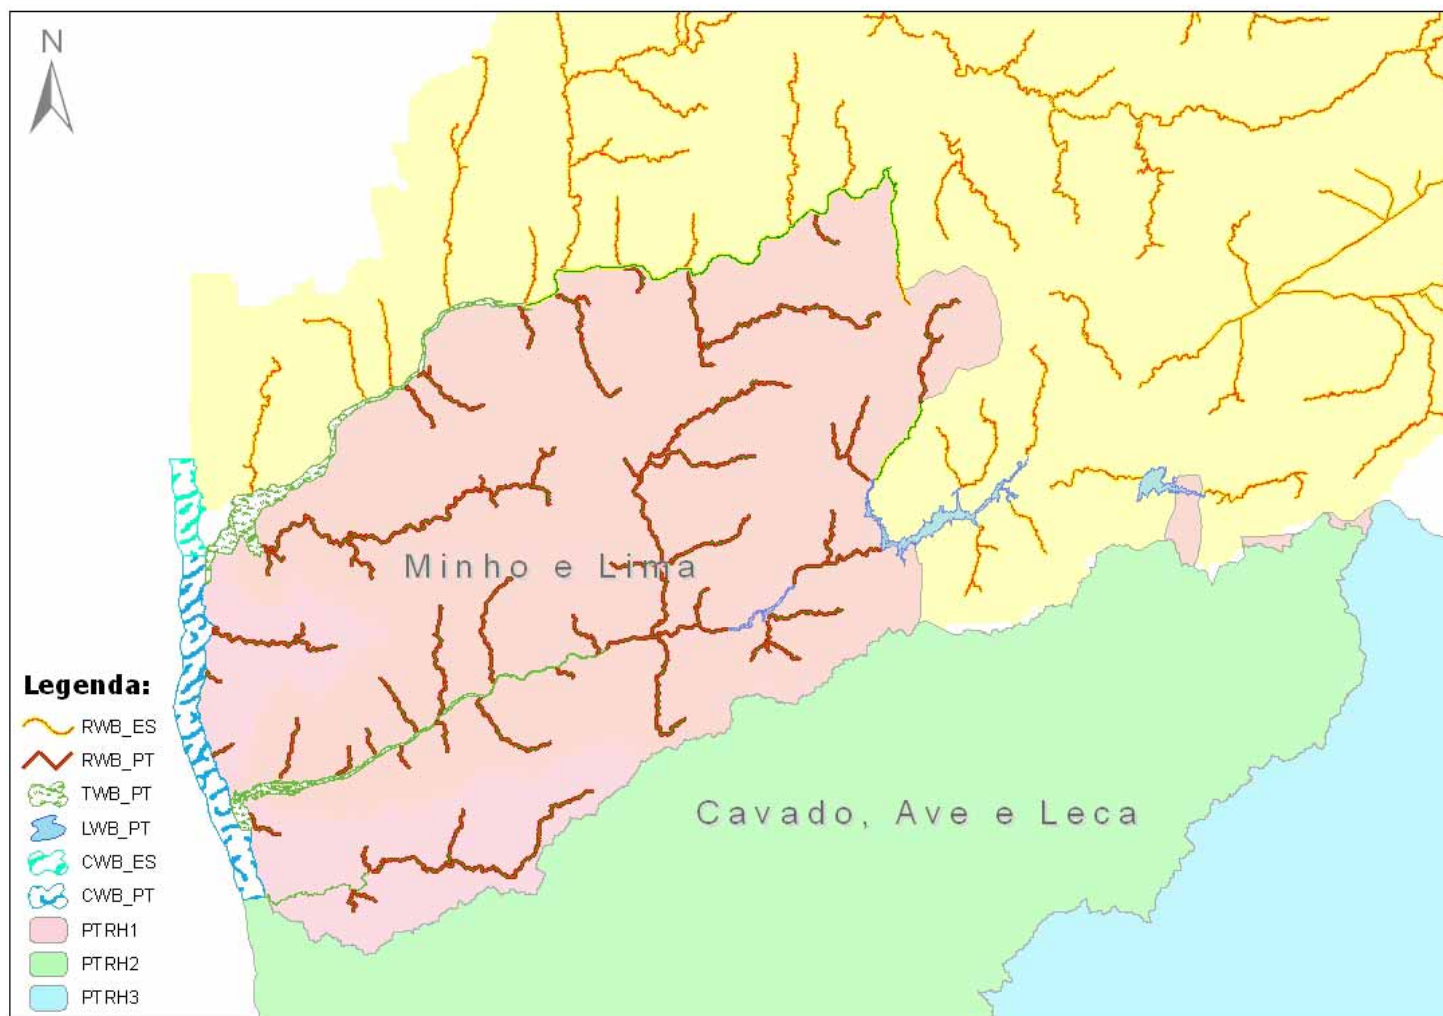 N
Minho e Lima
Cavado, Ave e Leca
Legenda:
RWB_ES
RWB_PT
TWB_PT
LWB_PT
CWB_ES
CWB_PT
PTRH1
PTRH2
PTRH3